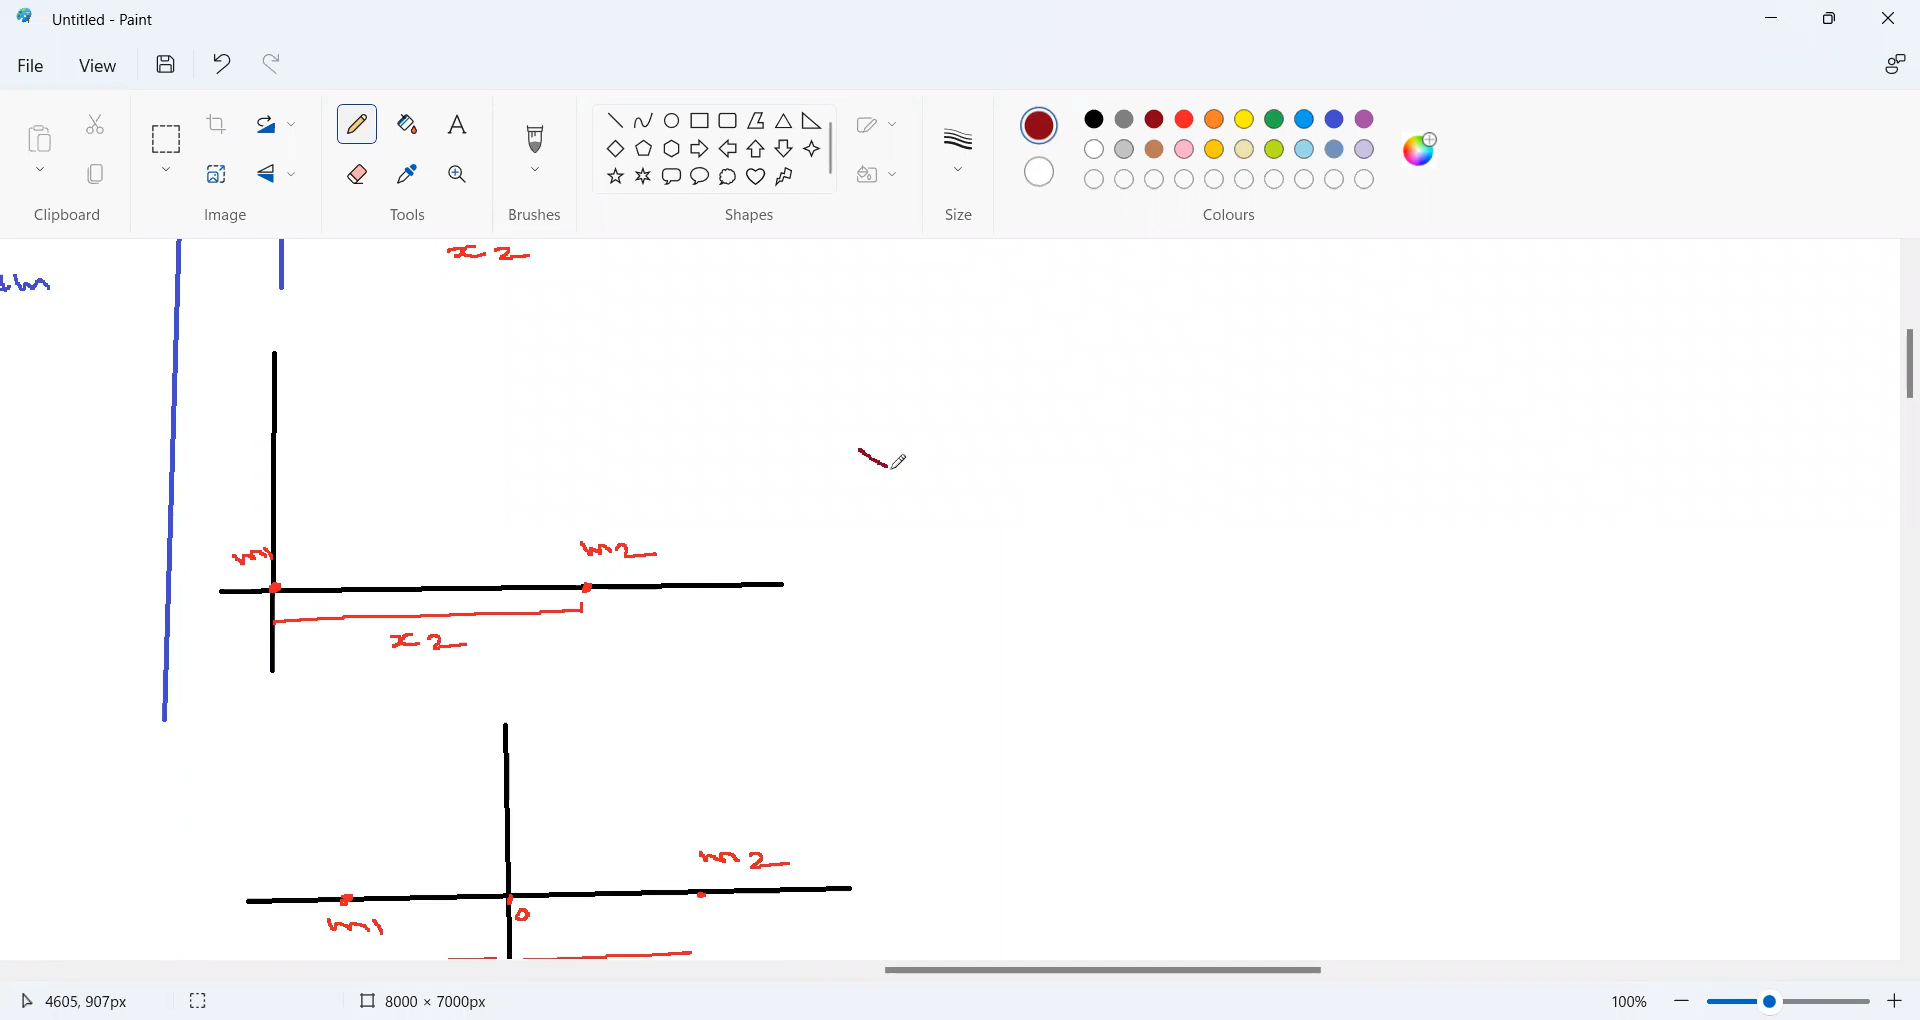 Untitled - Paint
File View
Clipboard Image Tools Brushes Shapes Size Colours
x2
m1 m2
x2
m2
m1 0
4605, 907px 8000 × 7000px 100%